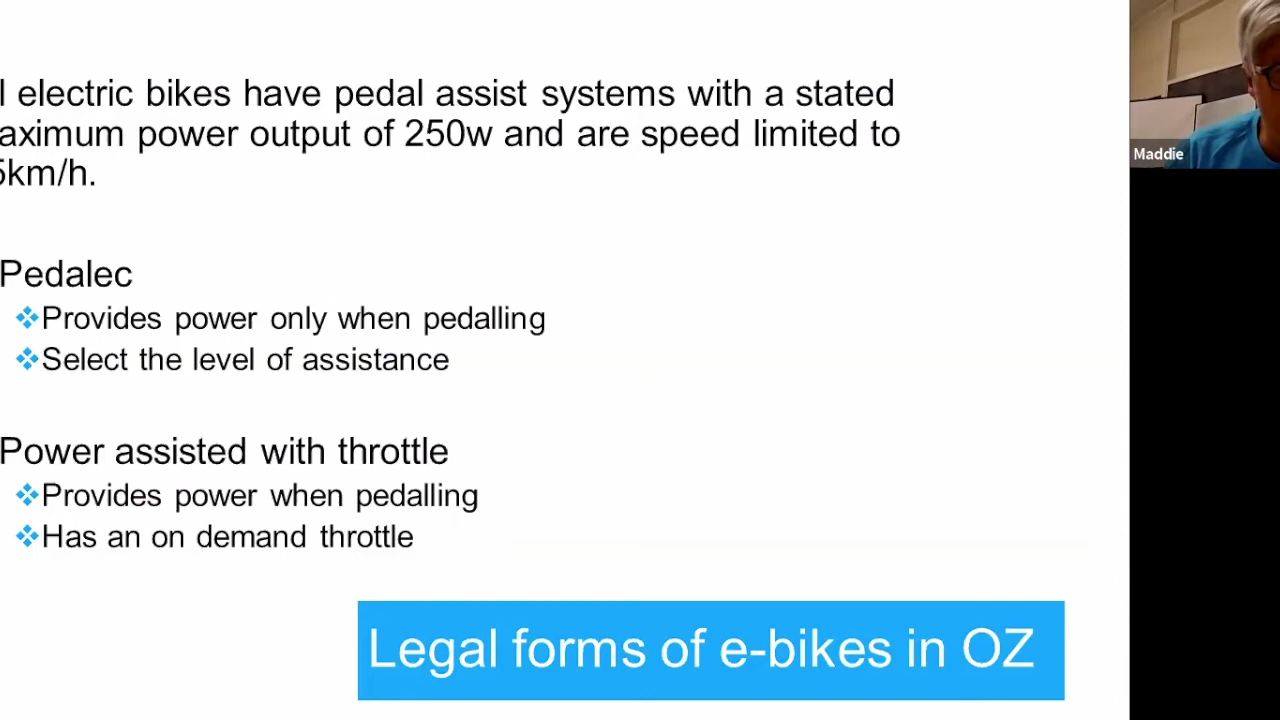 l electric bikes have pedal assist systems with a stated
aximum power output of 250w and are speed limited to
5km/h.
Pedalec
❖Provides power only when pedalling
❖Select the level of assistance
Power assisted with throttle
❖Provides power when pedalling
❖Has an on demand throttle
Legal forms of e-bikes in OZ
Maddie